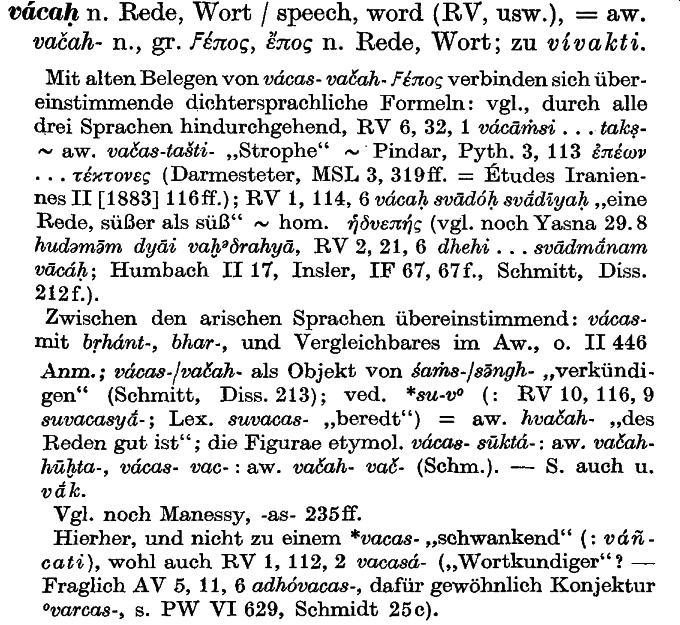 vácaḥ n. Rede, Wort / speech, word (RV, usw.), = aw.
vačah- n., gr. ϝέπος, ἔπος n. Rede, Wort; zu vívakti.
Mit alten Belegen von vácas- vačah- ϝέπος verbinden sich über-
einstimmende dichtersprachliche Formeln: vgl., durch alle
drei Sprachen hindurchgehend, RV 6, 32, 1 vácāṁsi . . . takṣ-
~ aw. vačas-tašti- „Strophe“ ~ Pindar, Pyth. 3, 113 ἐπέων
. . . τέκτονες (Darmesteter, MSL 3, 319ff. = Études Iranien-
nes II [1883] 116ff.); RV 1, 114, 6 vácaḥ svādóḥ svā́dīyaḥ „eine
Rede, süßer als süß“ ~ hom. ἡδυεπής (vgl. noch Yasna 29. 8
hudəmə̄m dyāi vaḫᵊδrahyā, RV 2, 21, 6 dhehi . . . svādmánam
vācáḥ; Humbach II 17, Insler, IF 67, 67f., Schmitt, Diss.
212f.).
Zwischen den arischen Sprachen übereinstimmend: vácas-
mit bṛhánt-, bhar-, und Vergleichbares im Aw., o. II 446
Anm.; vácas-/vačah- als Objekt von śaṁs-/sə̄ngh- „verkündi-
gen“ (Schmitt, Diss. 213); ved. *su-vº (: RV 10, 116, 9
suvacasyá-; Lex. suvacas- „beredt“) = aw. hvačah- „des
Reden gut ist“; die Figurae etymol. vácas- sūktá-: aw. vačah-
hūḫta-, vácas- vac- : aw. vačah- vač- (Schm.). — S. auch u.
vā́k.
Vgl. noch Manessy, -as- 235ff.
Hierher, und nicht zu einem *vacas- „schwankend“ (: váñ-
cati), wohl auch RV 1, 112, 2 vacasá- („Wortkundiger“? —
Fraglich AV 5, 11, 6 adhóvacas-, dafür gewöhnlich Konjektur
ºvarcas-, s. PW VI 629, Schmidt 25c).